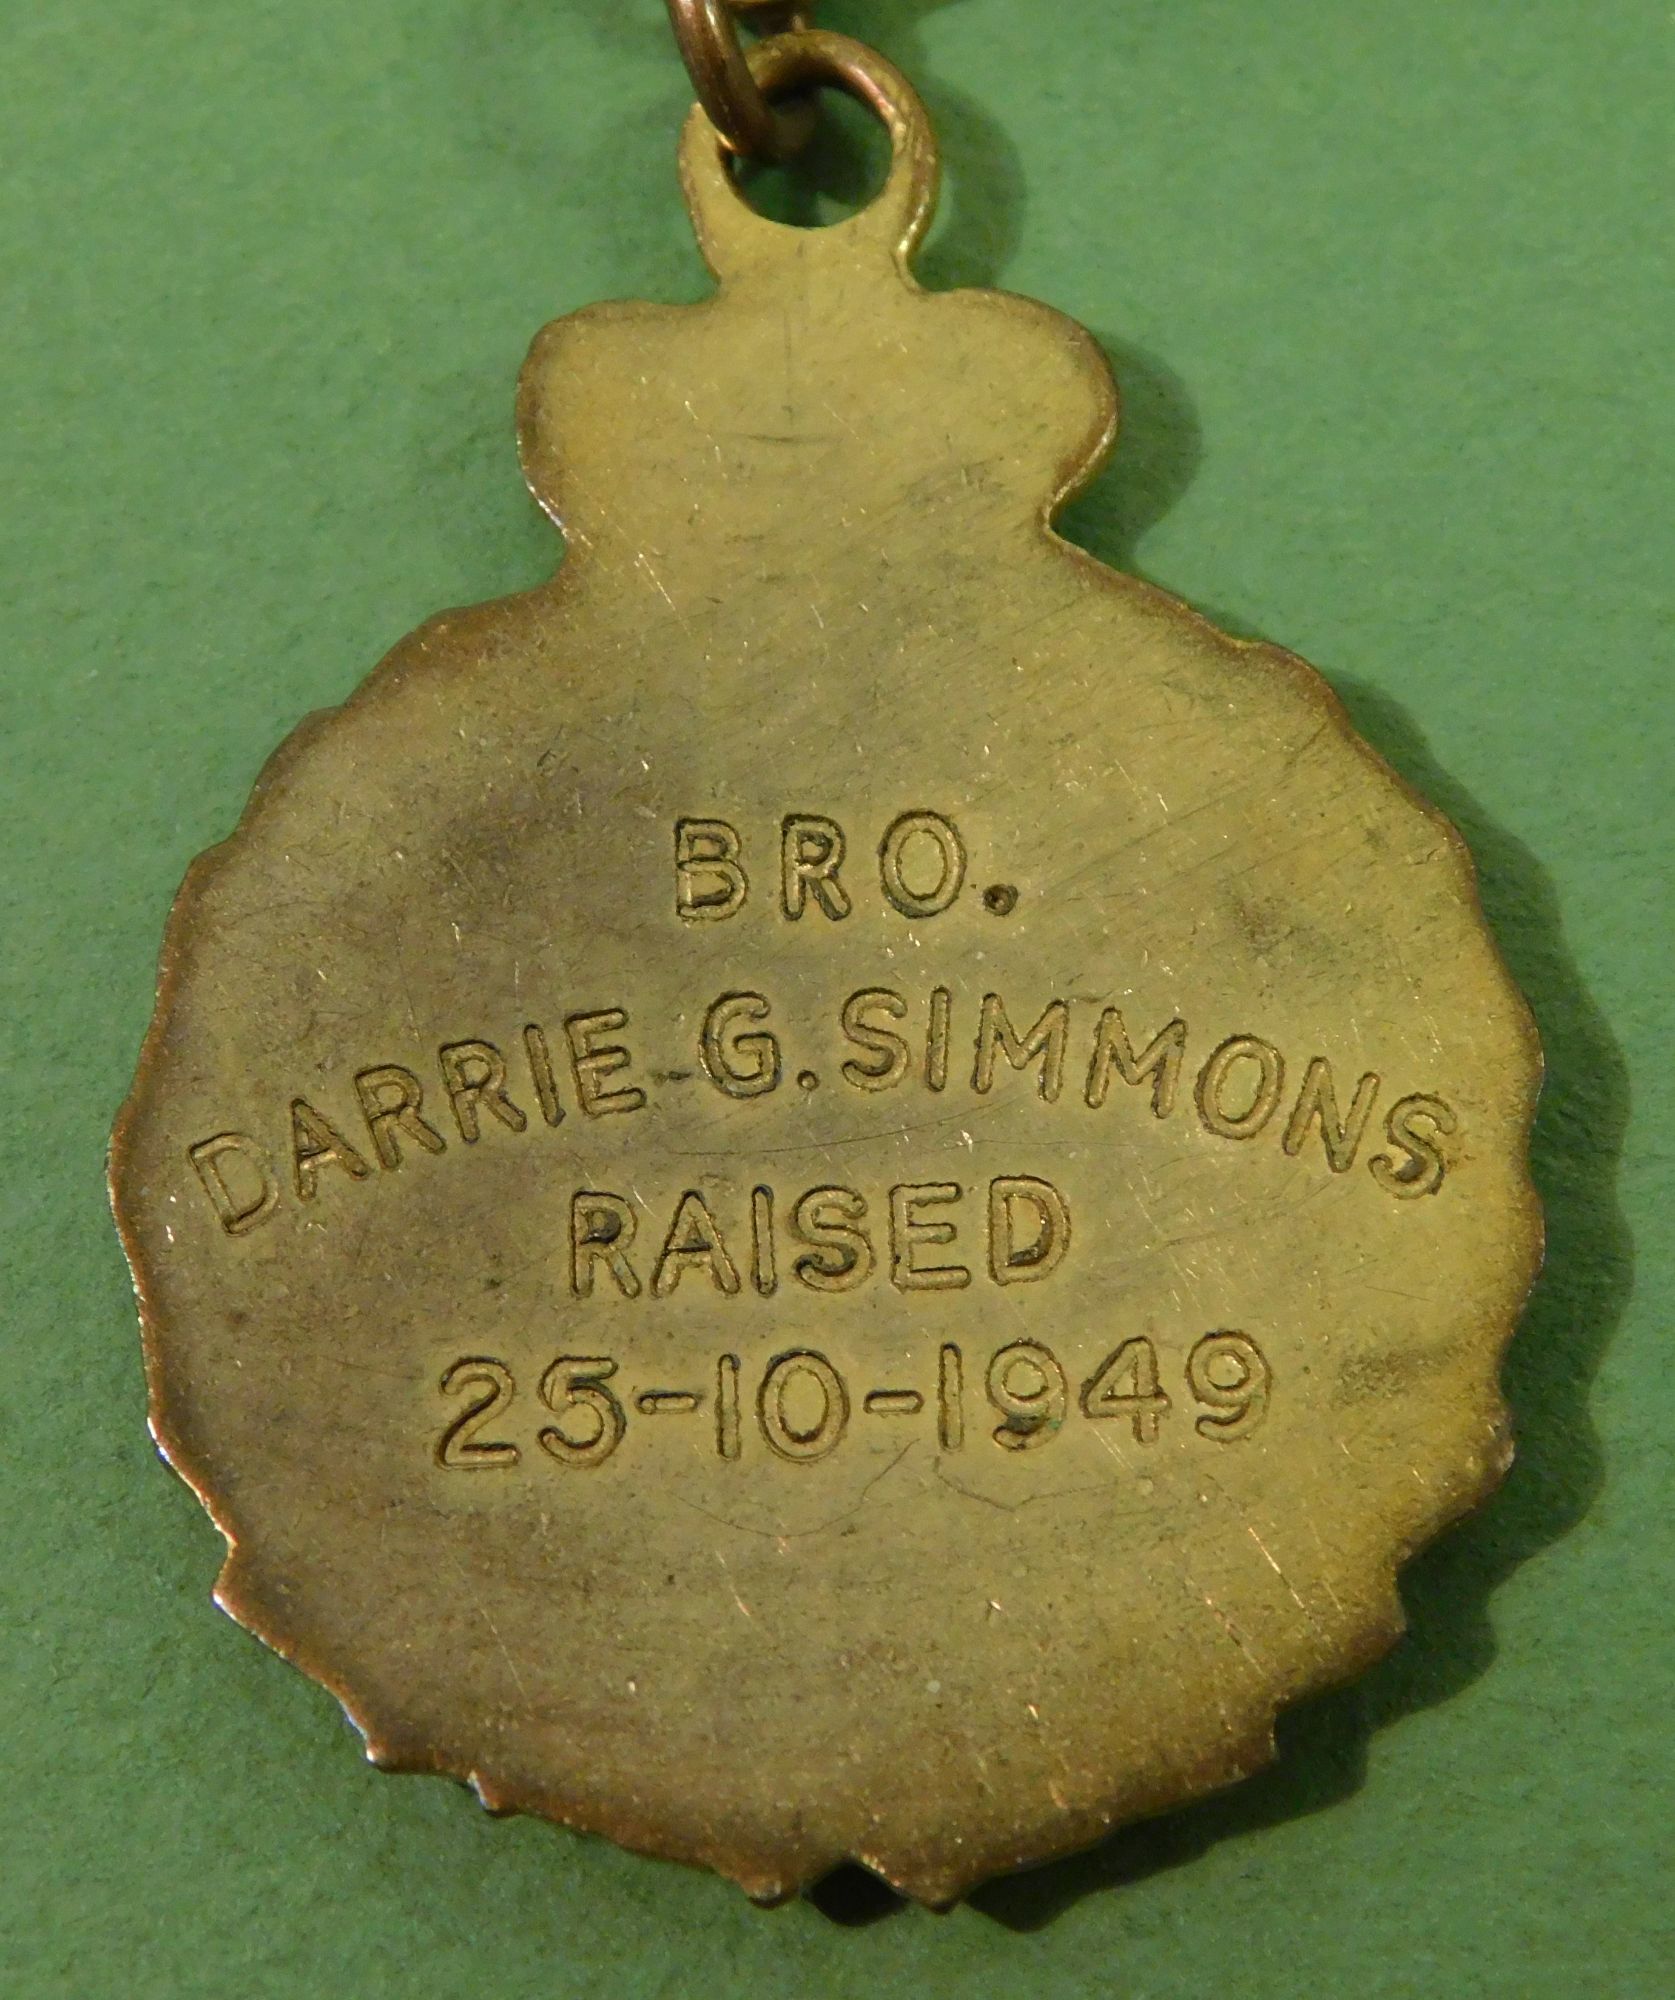 BRO.
DARRIE G. SIMMONS
RAISED
25-10-1949